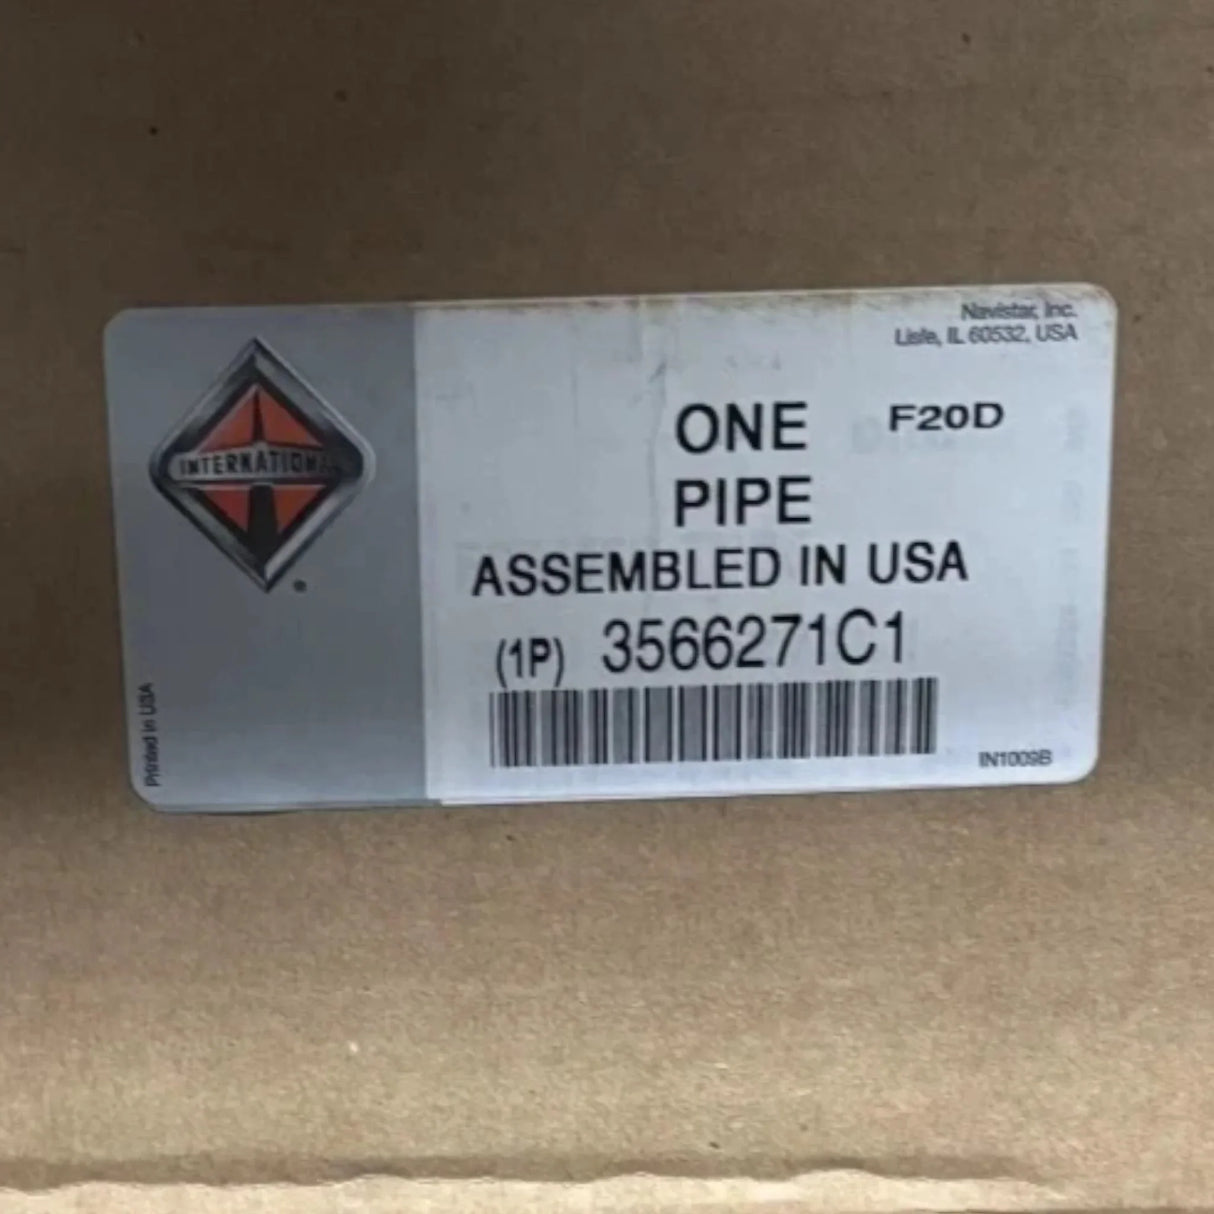 Navistar, Inc.
Lisle, IL 60532, USA
INTERNATIONAL
ONE F20D
PIPE
ASSEMBLED IN USA
(1P) 3566271C1
Printed in USA
IN1009B